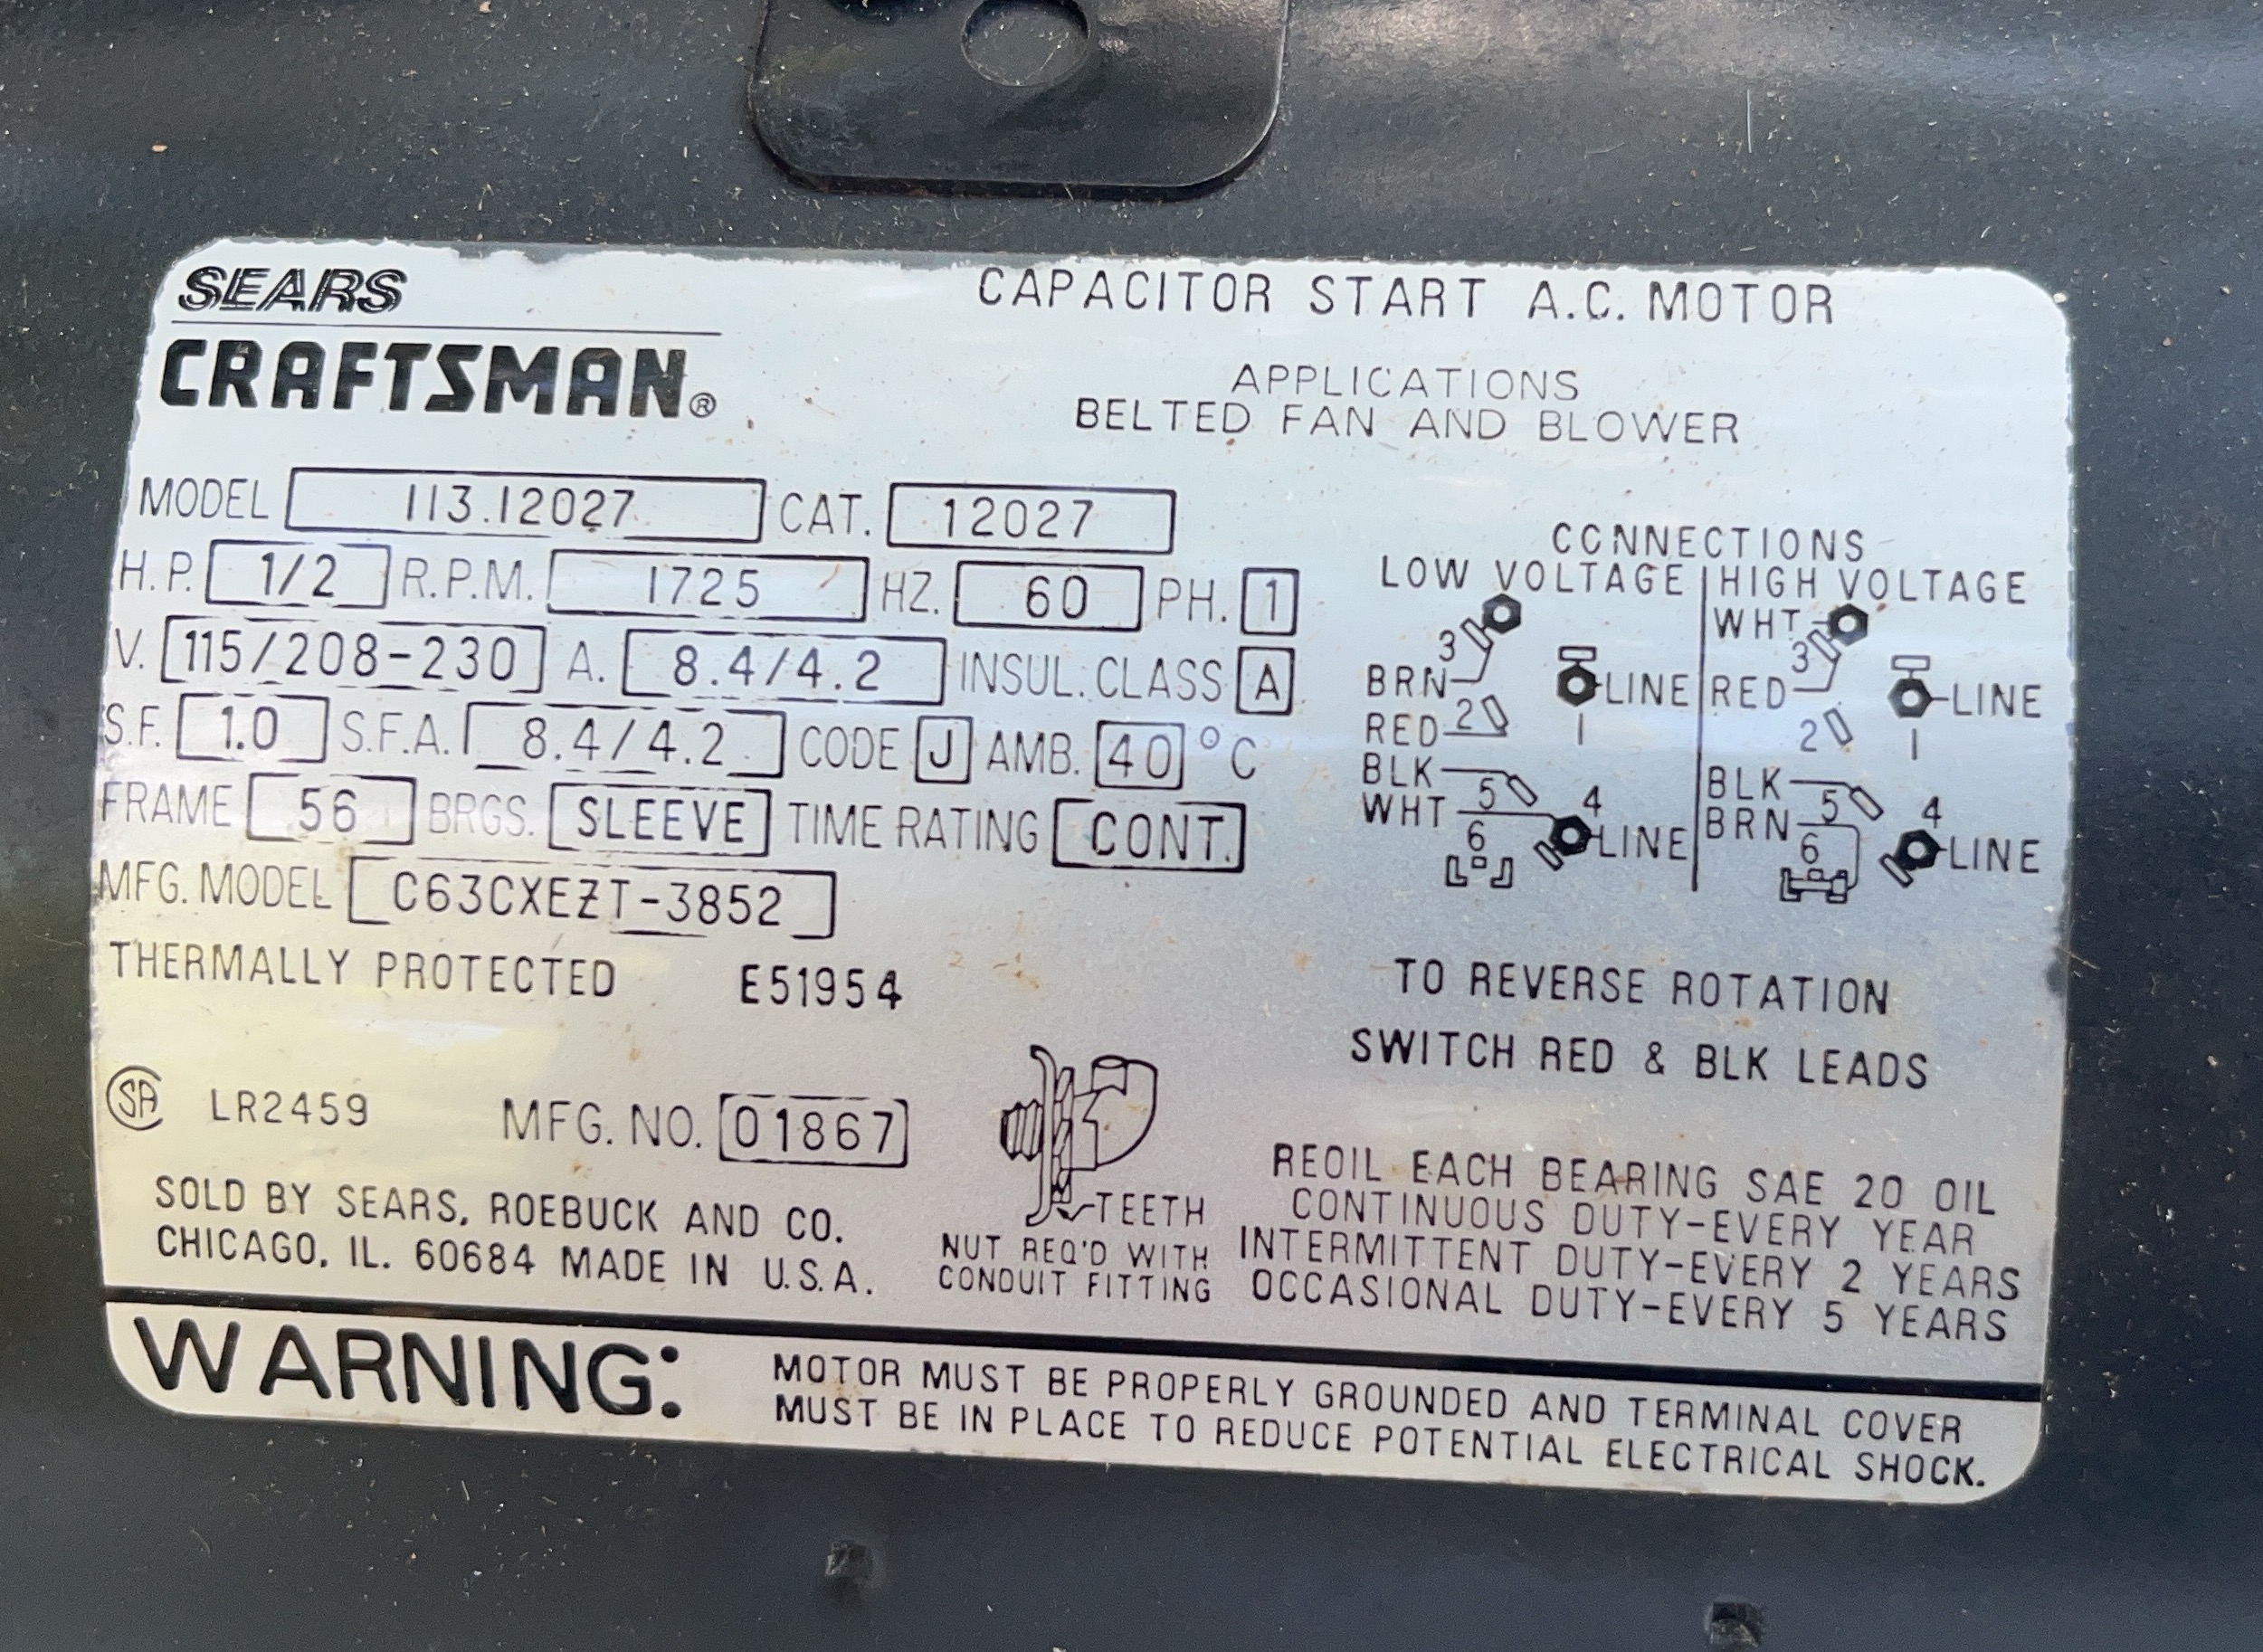 SEARS
CRAFTSMAN®
CAPACITOR START A.C. MOTOR
APPLICATIONS
BELTED FAN AND BLOWER
MODEL 113.12027 CAT. 12027
H.P. 1/2 R.P.M. 1725 HZ. 60 PH. 1
V. 115/208-230 A. 8.4/4.2 INSUL. CLASS A
S.F. 1.0 S.F.A. 8.4/4.2 CODE J AMB. 40 °C
FRAME 56 BRGS. SLEEVE TIME RATING CONT.
MFG. MODEL C63CXEZT-3852
THERMALLY PROTECTED E51954
SA LR2459 MFG. NO. 01867
SOLD BY SEARS, ROEBUCK AND CO.
CHICAGO, IL. 60684 MADE IN U.S.A.
TEETH
NUT REQ'D WITH
CONDUIT FITTING
CONNECTIONS
LOW VOLTAGE
3
BRN LINE
RED 2 1
BLK 5 4
WHT 6 LINE
HIGH VOLTAGE
WHT
3
RED LINE
2 1
BLK 5 4
BRN 6 LINE
TO REVERSE ROTATION
SWITCH RED & BLK LEADS
REOIL EACH BEARING SAE 20 OIL
CONTINUOUS DUTY-EVERY YEAR
INTERMITTENT DUTY-EVERY 2 YEARS
OCCASIONAL DUTY-EVERY 5 YEARS
WARNING:
MOTOR MUST BE PROPERLY GROUNDED AND TERMINAL COVER
MUST BE IN PLACE TO REDUCE POTENTIAL ELECTRICAL SHOCK.